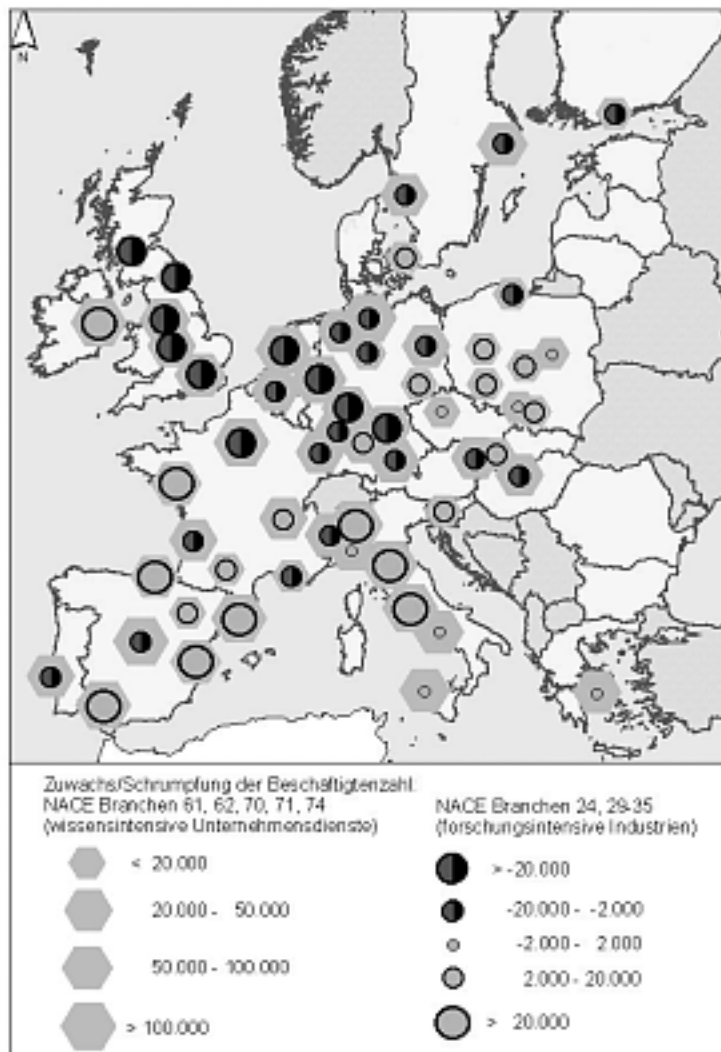 N
Zuwachs/Schrumpfung der Beschäftigtenzahl:
NACE Branchen 61, 62, 70, 71, 74
(wissensintensive Unternehmensdienste)
< 20.000
20.000 - 50.000
50.000 - 100.000
> 100.000
NACE Branchen 24, 29-35
(forschungsintensive Industrien)
> -20.000
-20.000 - -2.000
-2.000 - 2.000
2.000 - 20.000
> 20.000